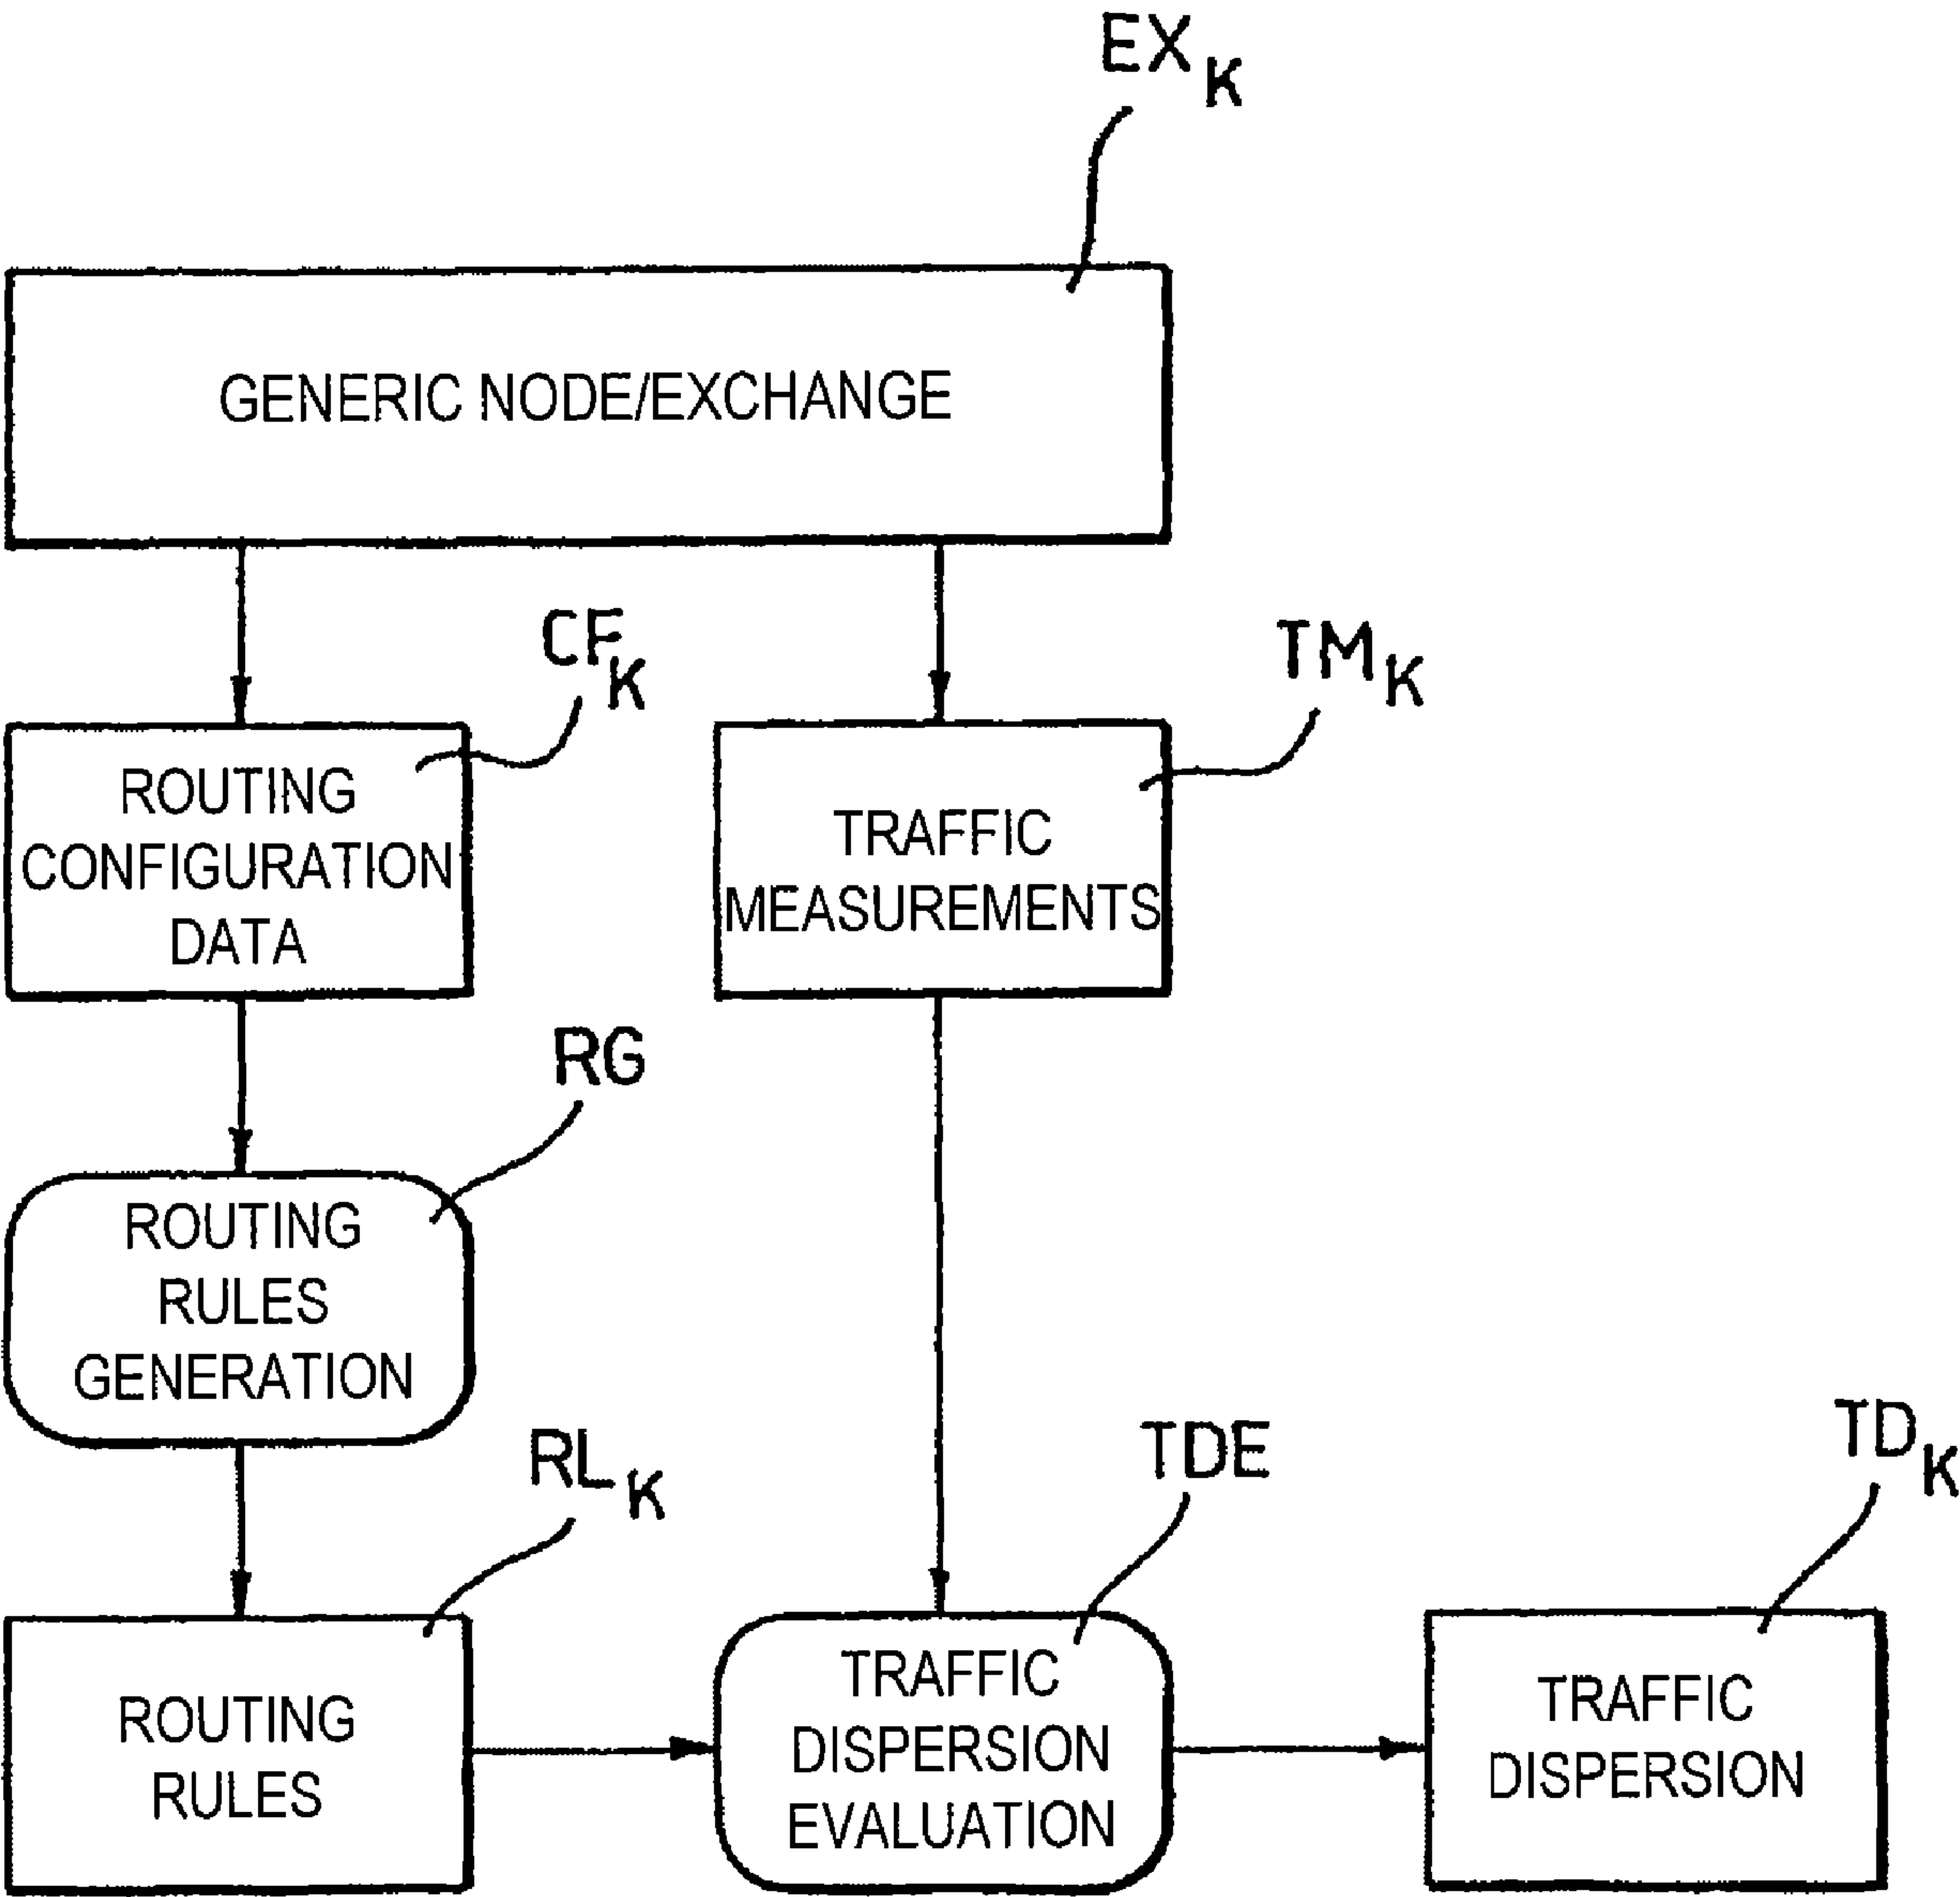 EXK
GENERIC NODE/EXCHANGE
CFK
TMK
ROUTING
CONFIGURATION
DATA
TRAFFIC
MEASUREMENTS
RG
ROUTING
RULES
GENERATION
RLK
TDE
TDK
ROUTING
RULES
TRAFFIC
DISPERSION
EVALUATION
TRAFFIC
DISPERSION